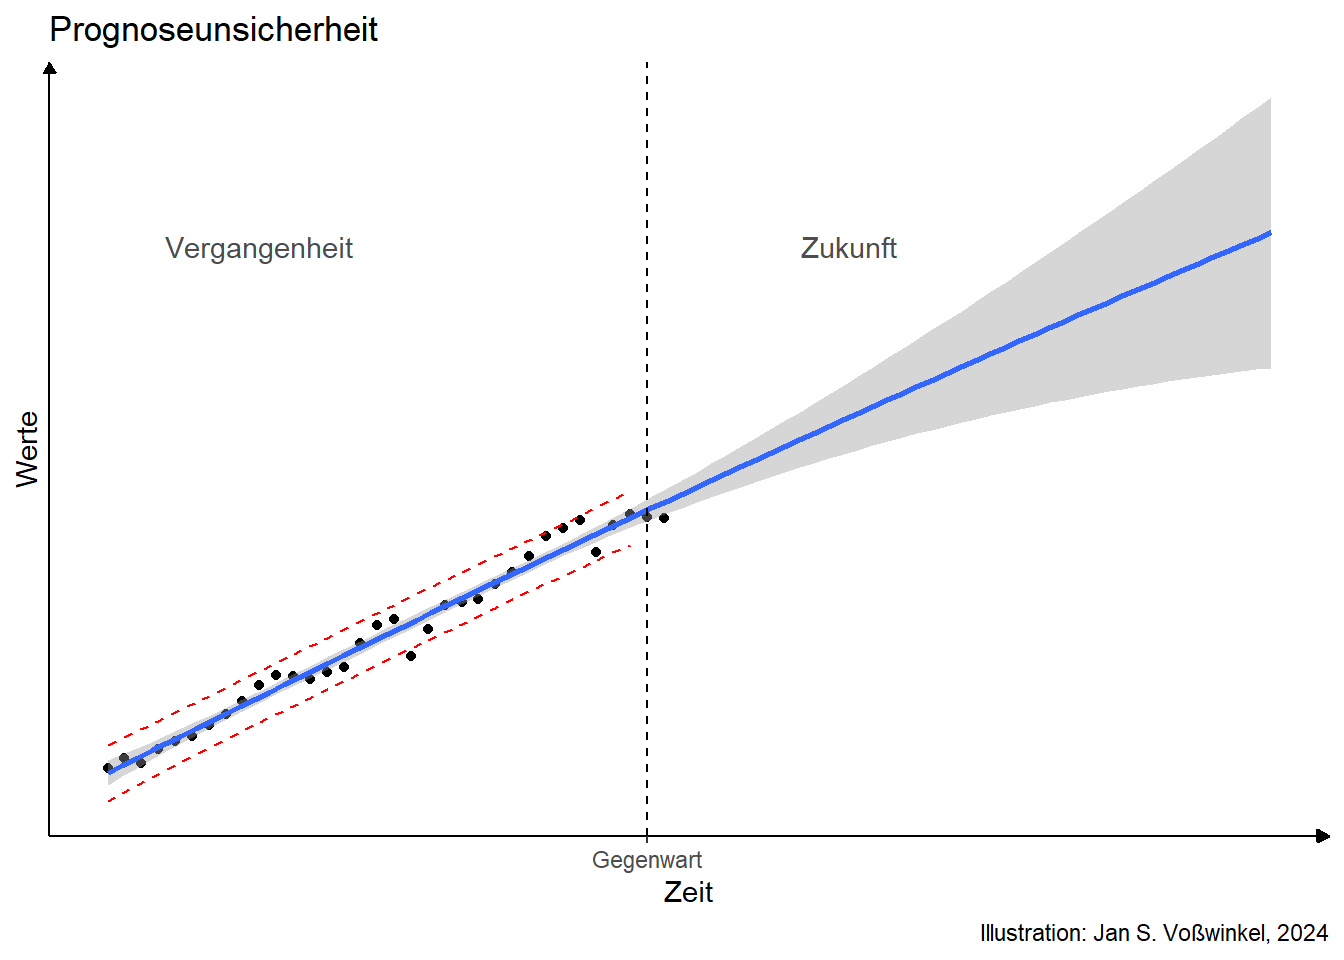 Prognoseunsicherheit
Vergangenheit
Zukunft
Werte
Gegenwart
Zeit
Illustration: Jan S. Voßwinkel, 2024